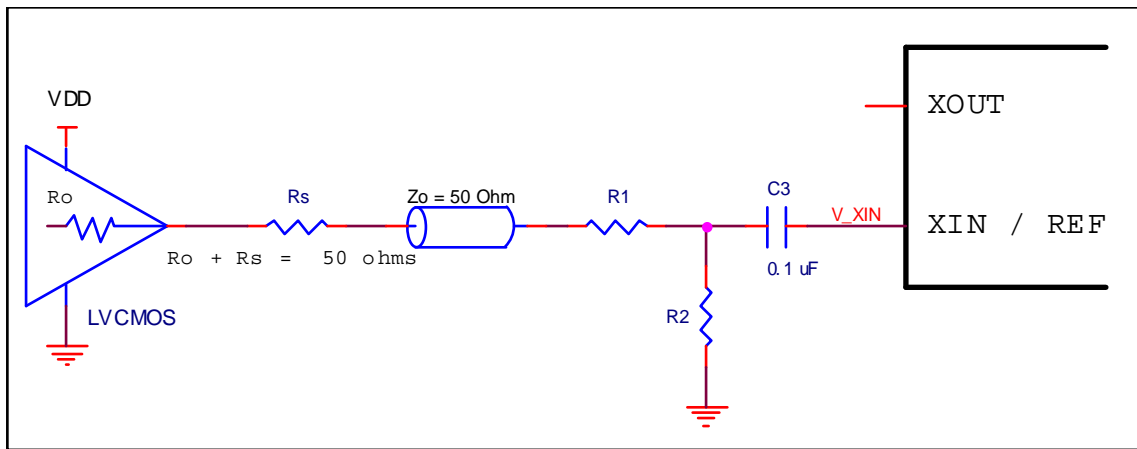 VDD
Ro
Rs
Zo = 50 Ohm
R1
C3
V_XIN
0.1 uF
XOUT
XIN / REF
Ro + Rs = 50 ohms
R2
LVCMOS